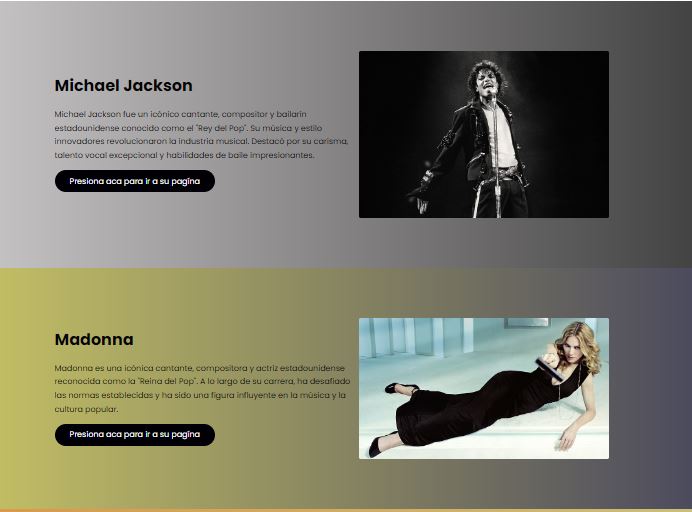 Michael Jackson
Michael Jackson fue un icónico cantante, compositor y bailarín
estadounidense conocido como el "Rey del Pop". Su música y estilo
innovadores revolucionaron la industria musical. Destacó por su carisma,
talento vocal excepcional y habilidades de baile impresionantes.
Presiona aca para ir a su pagina
Madonna
Madonna es una icónica cantante, compositora y actriz estadounidense
reconocida como la "Reina del Pop". A lo largo de su carrera, ha desafiado
las normas establecidas y ha sido una figura influyente en la música y la
cultura popular.
Presiona aca para ir a su pagina